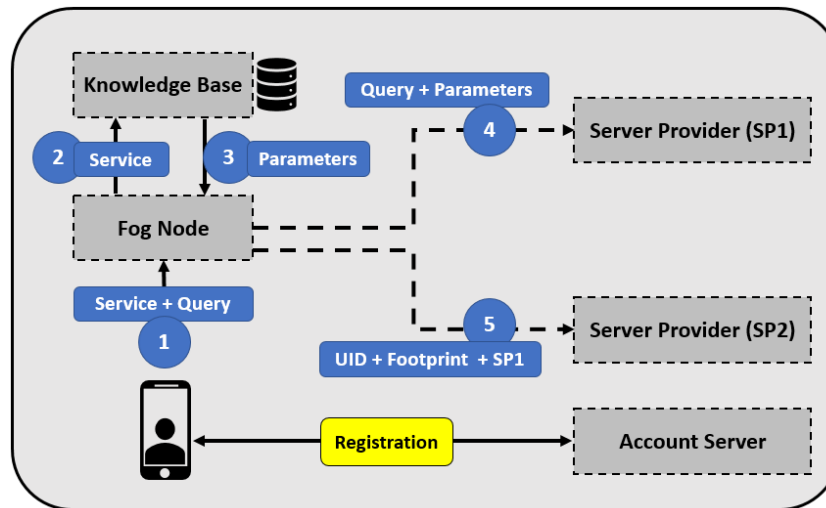 Knowledge Base
Query + Parameters
4
Server Provider (SP1)
2
Service
3
Parameters
Fog Node
Service + Query
1
5
UID + Footprint + SP1
Server Provider (SP2)
Registration
Account Server